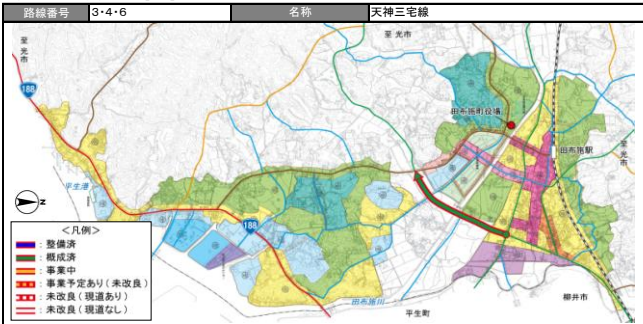 路線番号 3・4・6 名称 天神三宅線
至 光市
至 光市
188
田布施町役場
田布施駅
至 光市
平生港
N
188
<凡例>
:整備済
:概成済
:事業中
:事業予定あり(未改良)
:未改良(現道あり)
:未改良(現道なし)
田布施川
平生町
柳井市